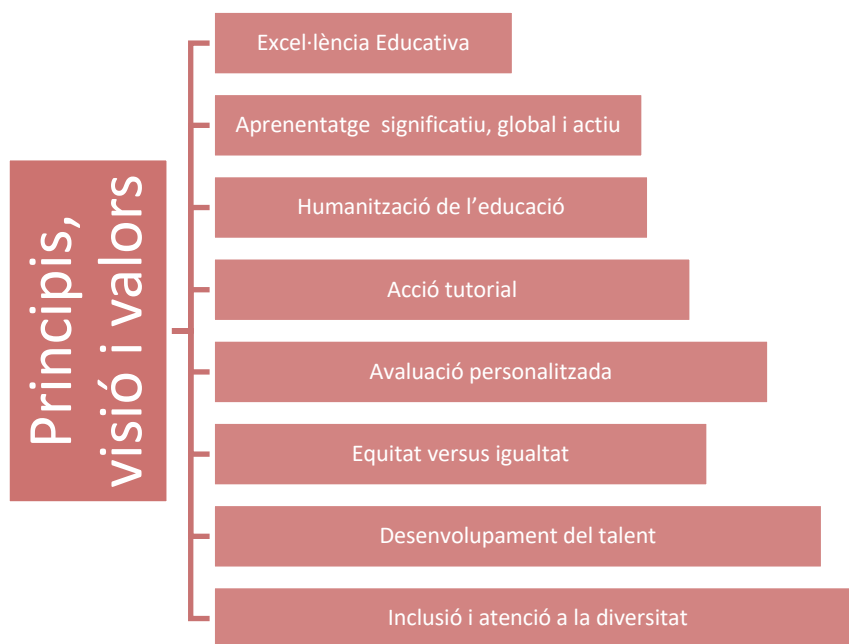 Principis,
visió i valors
Excel·lència Educativa
Aprenentatge  significatiu, global i actiu
Humanització de l’educació
Acció tutorial
Avaluació personalitzada
Equitat versus igualtat
Desenvolupament del talent
Inclusió i atenció a la diversitat